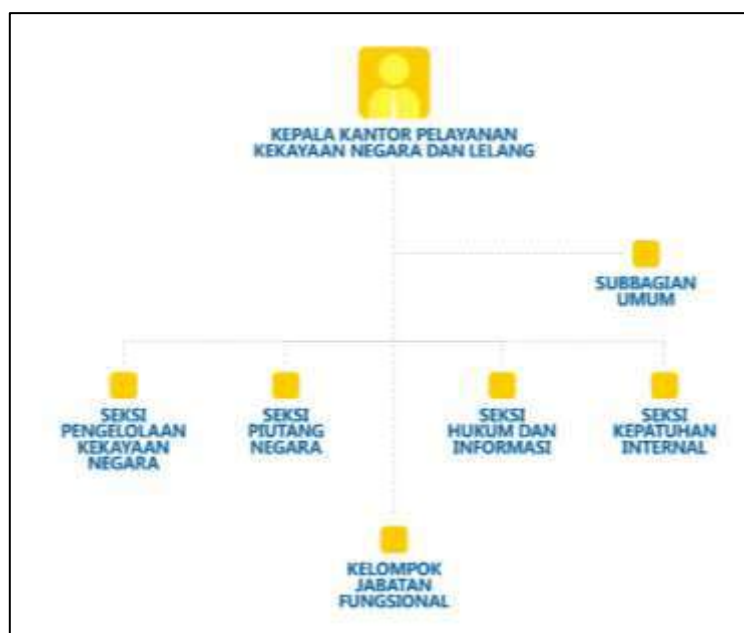 KEPALA KANTOR PELAYANAN
KEKAYAAN NEGARA DAN LELANG
SUBBAGIAN
UMUM
SEKSI
PENGELOLAAN
KEKAYAAN
NEGARA
SEKSI
PIUTANG
NEGARA
SEKSI
HUKUM DAN
INFORMASI
SEKSI
KEPATUHAN
INTERNAL
KELOMPOK
JABATAN
FUNGSIONAL